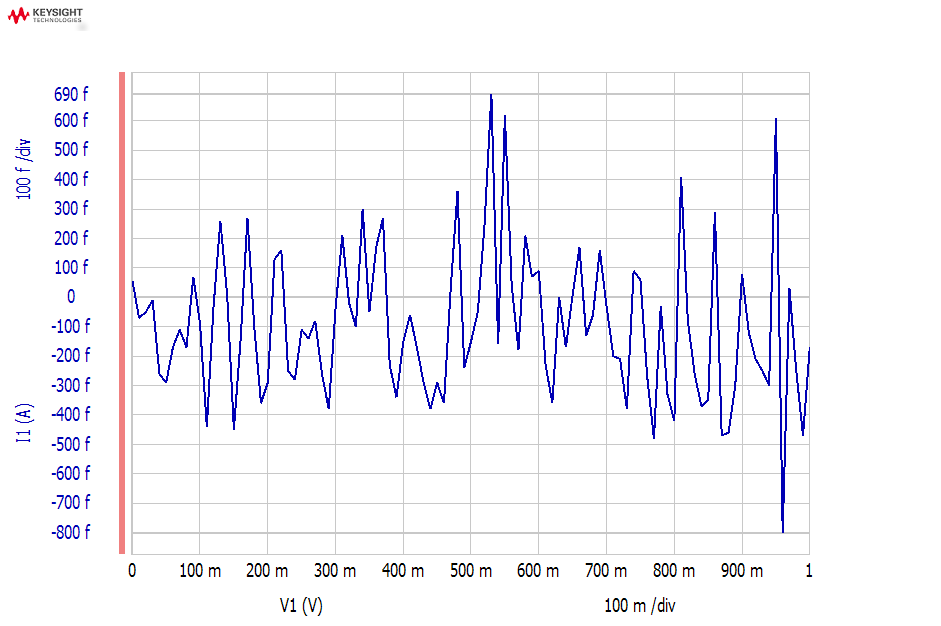 KEYSIGHT
TECHNOLOGIES
100 f /div
I1 (A)
690 f
600 f
500 f
400 f
300 f
200 f
100 f
0
-100 f
-200 f
-300 f
-400 f
-500 f
-600 f
-700 f
-800 f
0 100 m 200 m 300 m 400 m 500 m 600 m 700 m 800 m 900 m 1
V1 (V) 100 m /div